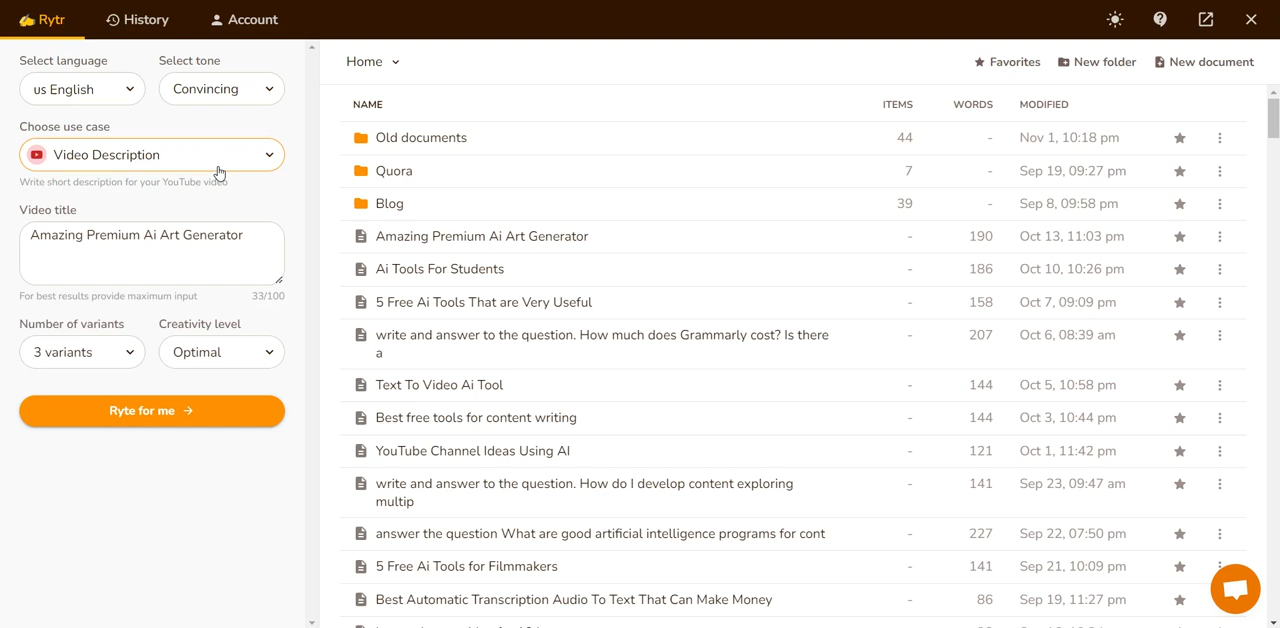 Rytr
History
Account
Select language
Select tone
us English
Convincing
Choose use case
Video Description
Write short description for your YouTube video
Video title
Amazing Premium Ai Art Generator
For best results provide maximum input
33/100
Number of variants
Creativity level
3 variants
Optimal
Ryte for me →
Home
Favorites
New folder
New document
NAME ITEMS WORDS MODIFIED
Old documents 44 - Nov 1, 10:18 pm
Quora 7 - Sep 19, 09:27 pm
Blog 39 - Sep 8, 09:58 pm
Amazing Premium Ai Art Generator - 190 Oct 13, 11:03 pm
Ai Tools For Students - 186 Oct 10, 10:26 pm
5 Free Ai Tools That are Very Useful - 158 Oct 7, 09:09 pm
write and answer to the question. How much does Grammarly cost? Is there - 207 Oct 6, 08:39 am
a
Text To Video Ai Tool - 144 Oct 5, 10:58 pm
Best free tools for content writing - 144 Oct 3, 10:44 pm
YouTube Channel Ideas Using AI - 121 Oct 1, 11:42 pm
write and answer to the question. How do I develop content exploring - 141 Sep 23, 09:47 am
multip
answer the question What are good artificial intelligence programs for cont - 227 Sep 22, 07:50 pm
5 Free Ai Tools for Filmmakers - 141 Sep 21, 10:09 pm
Best Automatic Transcription Audio To Text That Can Make Money - 86 Sep 19, 11:27 pm